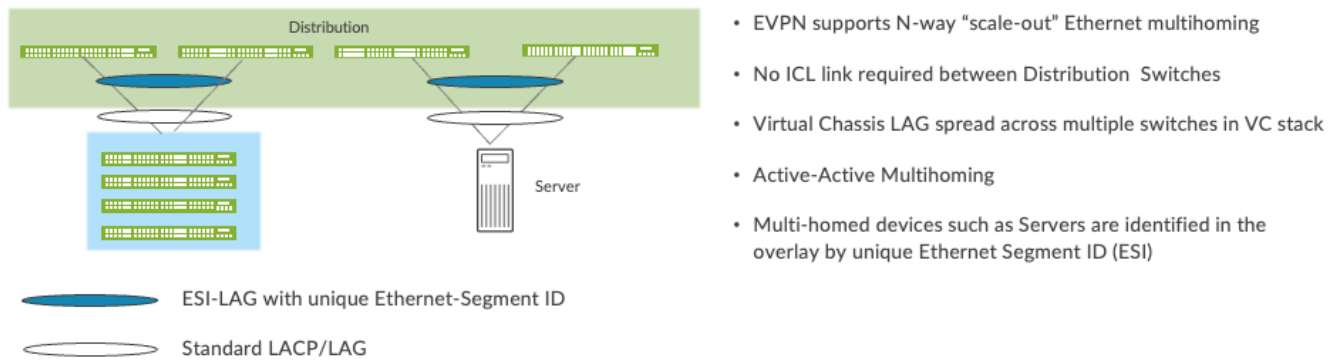 Distribution
Server
ESI-LAG with unique Ethernet-Segment ID
Standard LACP/LAG
• EVPN supports N-way “scale-out” Ethernet multihoming
• No ICL link required between Distribution Switches
• Virtual Chassis LAG spread across multiple switches in VC stack
• Active-Active Multihoming
• Multi-homed devices such as Servers are identified in the
overlay by unique Ethernet Segment ID (ESI)